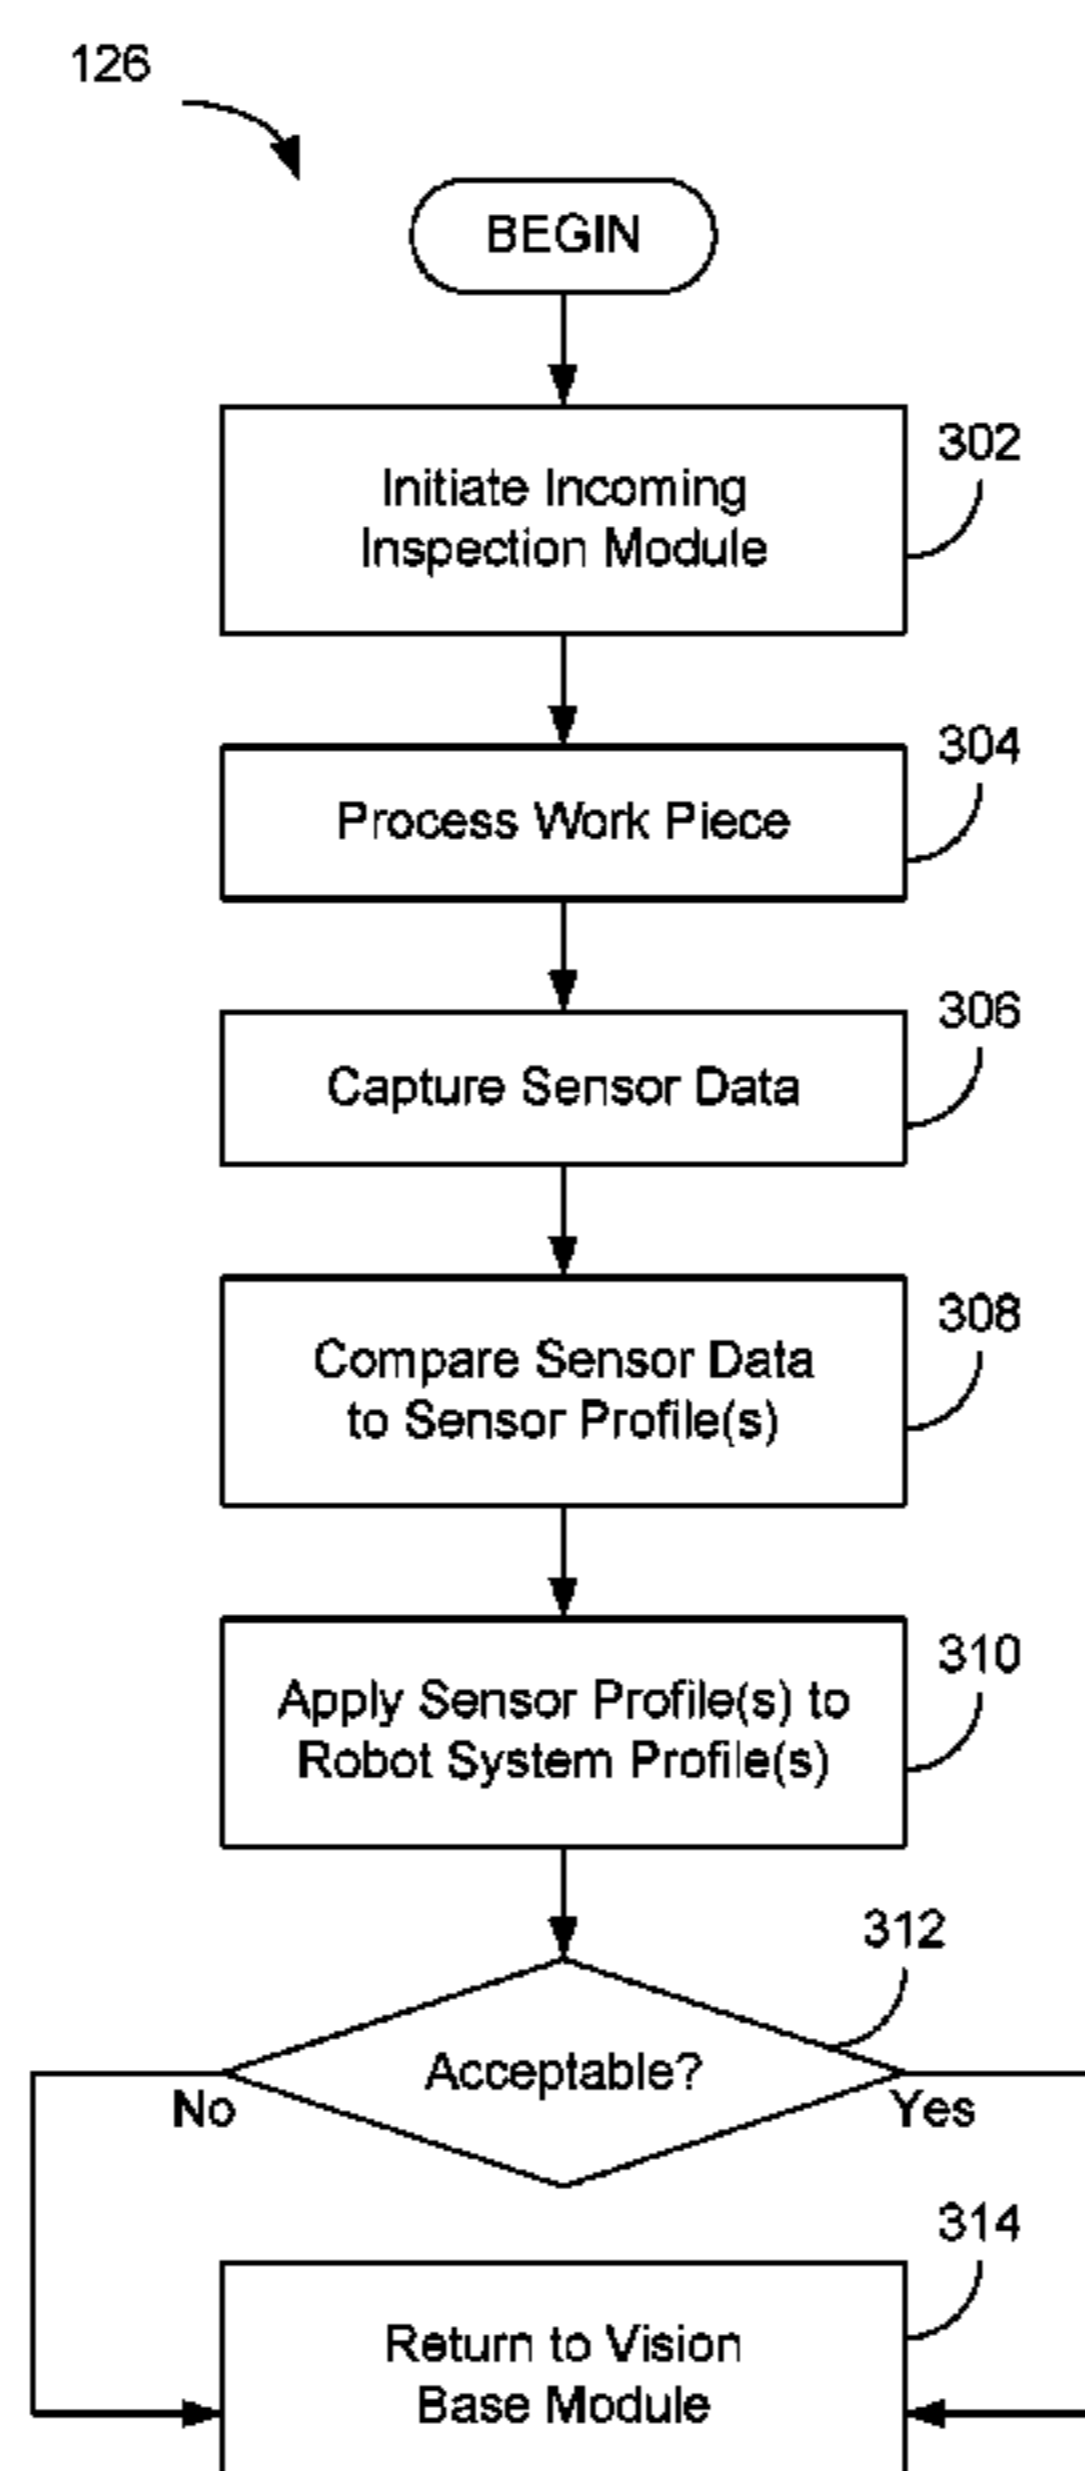 126
BEGIN
302
Initiate Incoming
Inspection Module
304
Process Work Piece
306
Capture Sensor Data
308
Compare Sensor Data
to Sensor Profile(s)
310
Apply Sensor Profile(s) to
Robot System Profile(s)
312
Acceptable?
No
Yes
314
Return to Vision
Base Module